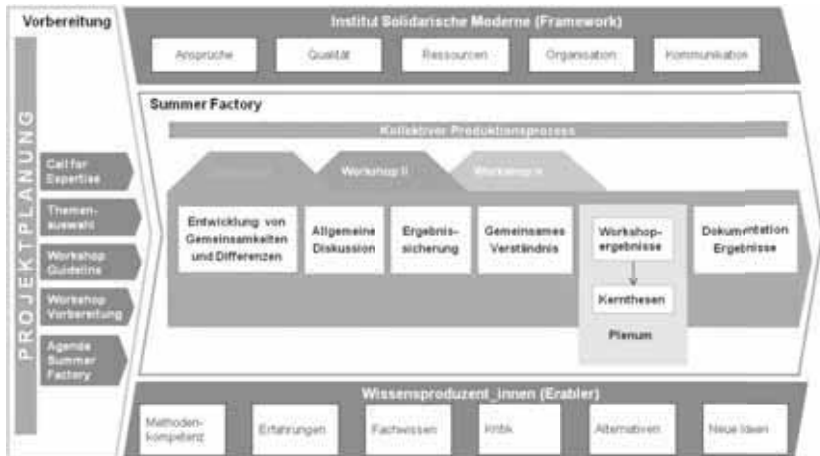 Vorbereitung
PROJEKTPLANUNG
Call for
Expertise
Themen-
auswahl
Workshop
Guideline
Workshop
Vorbereitung
Agenda
Summer
Factory
Institut Solidarische Moderne (Framework)
Ansprüche
Qualität
Ressourcen
Organisation
Kommunikation
Summer Factory
Kollektiver Produktionsprozess
Workshop II
Workshop
Entwicklung von
Gemeinsamkeiten
und Differenzen
Allgemeine
Diskussion
Ergebnis-
sicherung
Gemeinsames
Verständnis
Workshop-
ergebnisse
Kernthesen
Plenum
Dokumentation
Ergebnisse
Wissensproduzent_innen (Enabler)
Methoden-
kompetenz
Erfahrungen
Fachwissen
Kritik
Alternativen
Neue Ideen